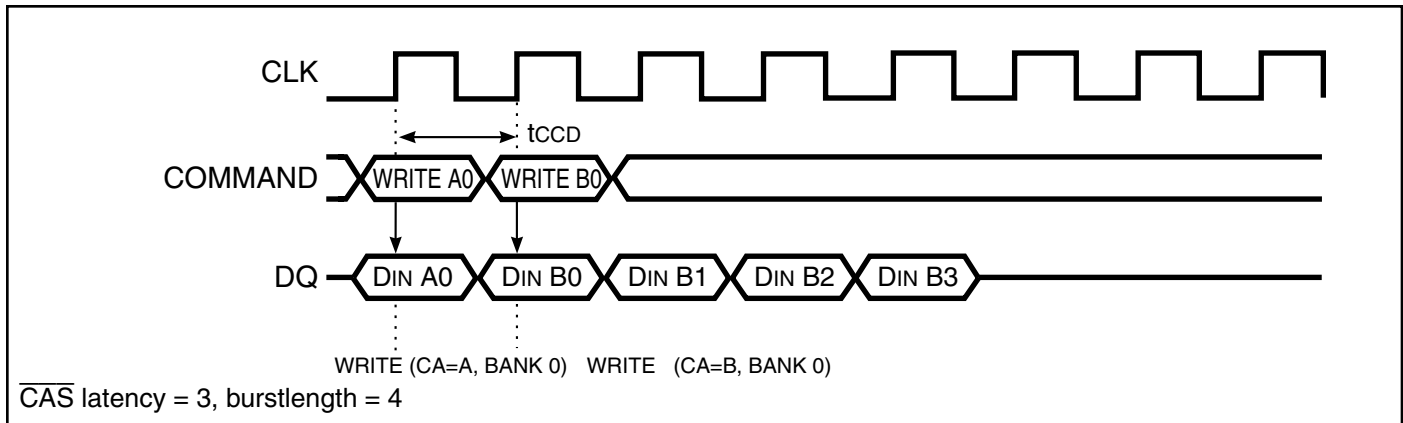 CLK
tCCD
COMMAND WRITE A0 WRITE B0
DQ DIN A0 DIN B0 DIN B1 DIN B2 DIN B3
WRITE (CA=A, BANK 0) WRITE (CA=B, BANK 0)
CAS latency = 3, burstlength = 4